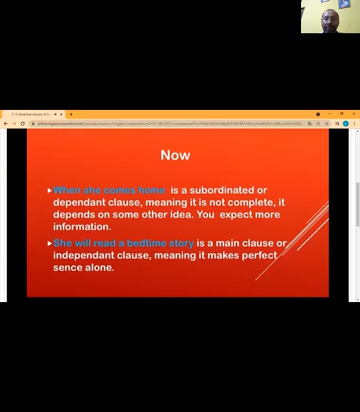 Now
When she comes home is a subordinated or
dependant clause, meaning it is not complete, it
depends on some other idea. You expect more
information.
She will read a bedtime story is a main clause or
independant clause, meaning it makes perfect
sence alone.